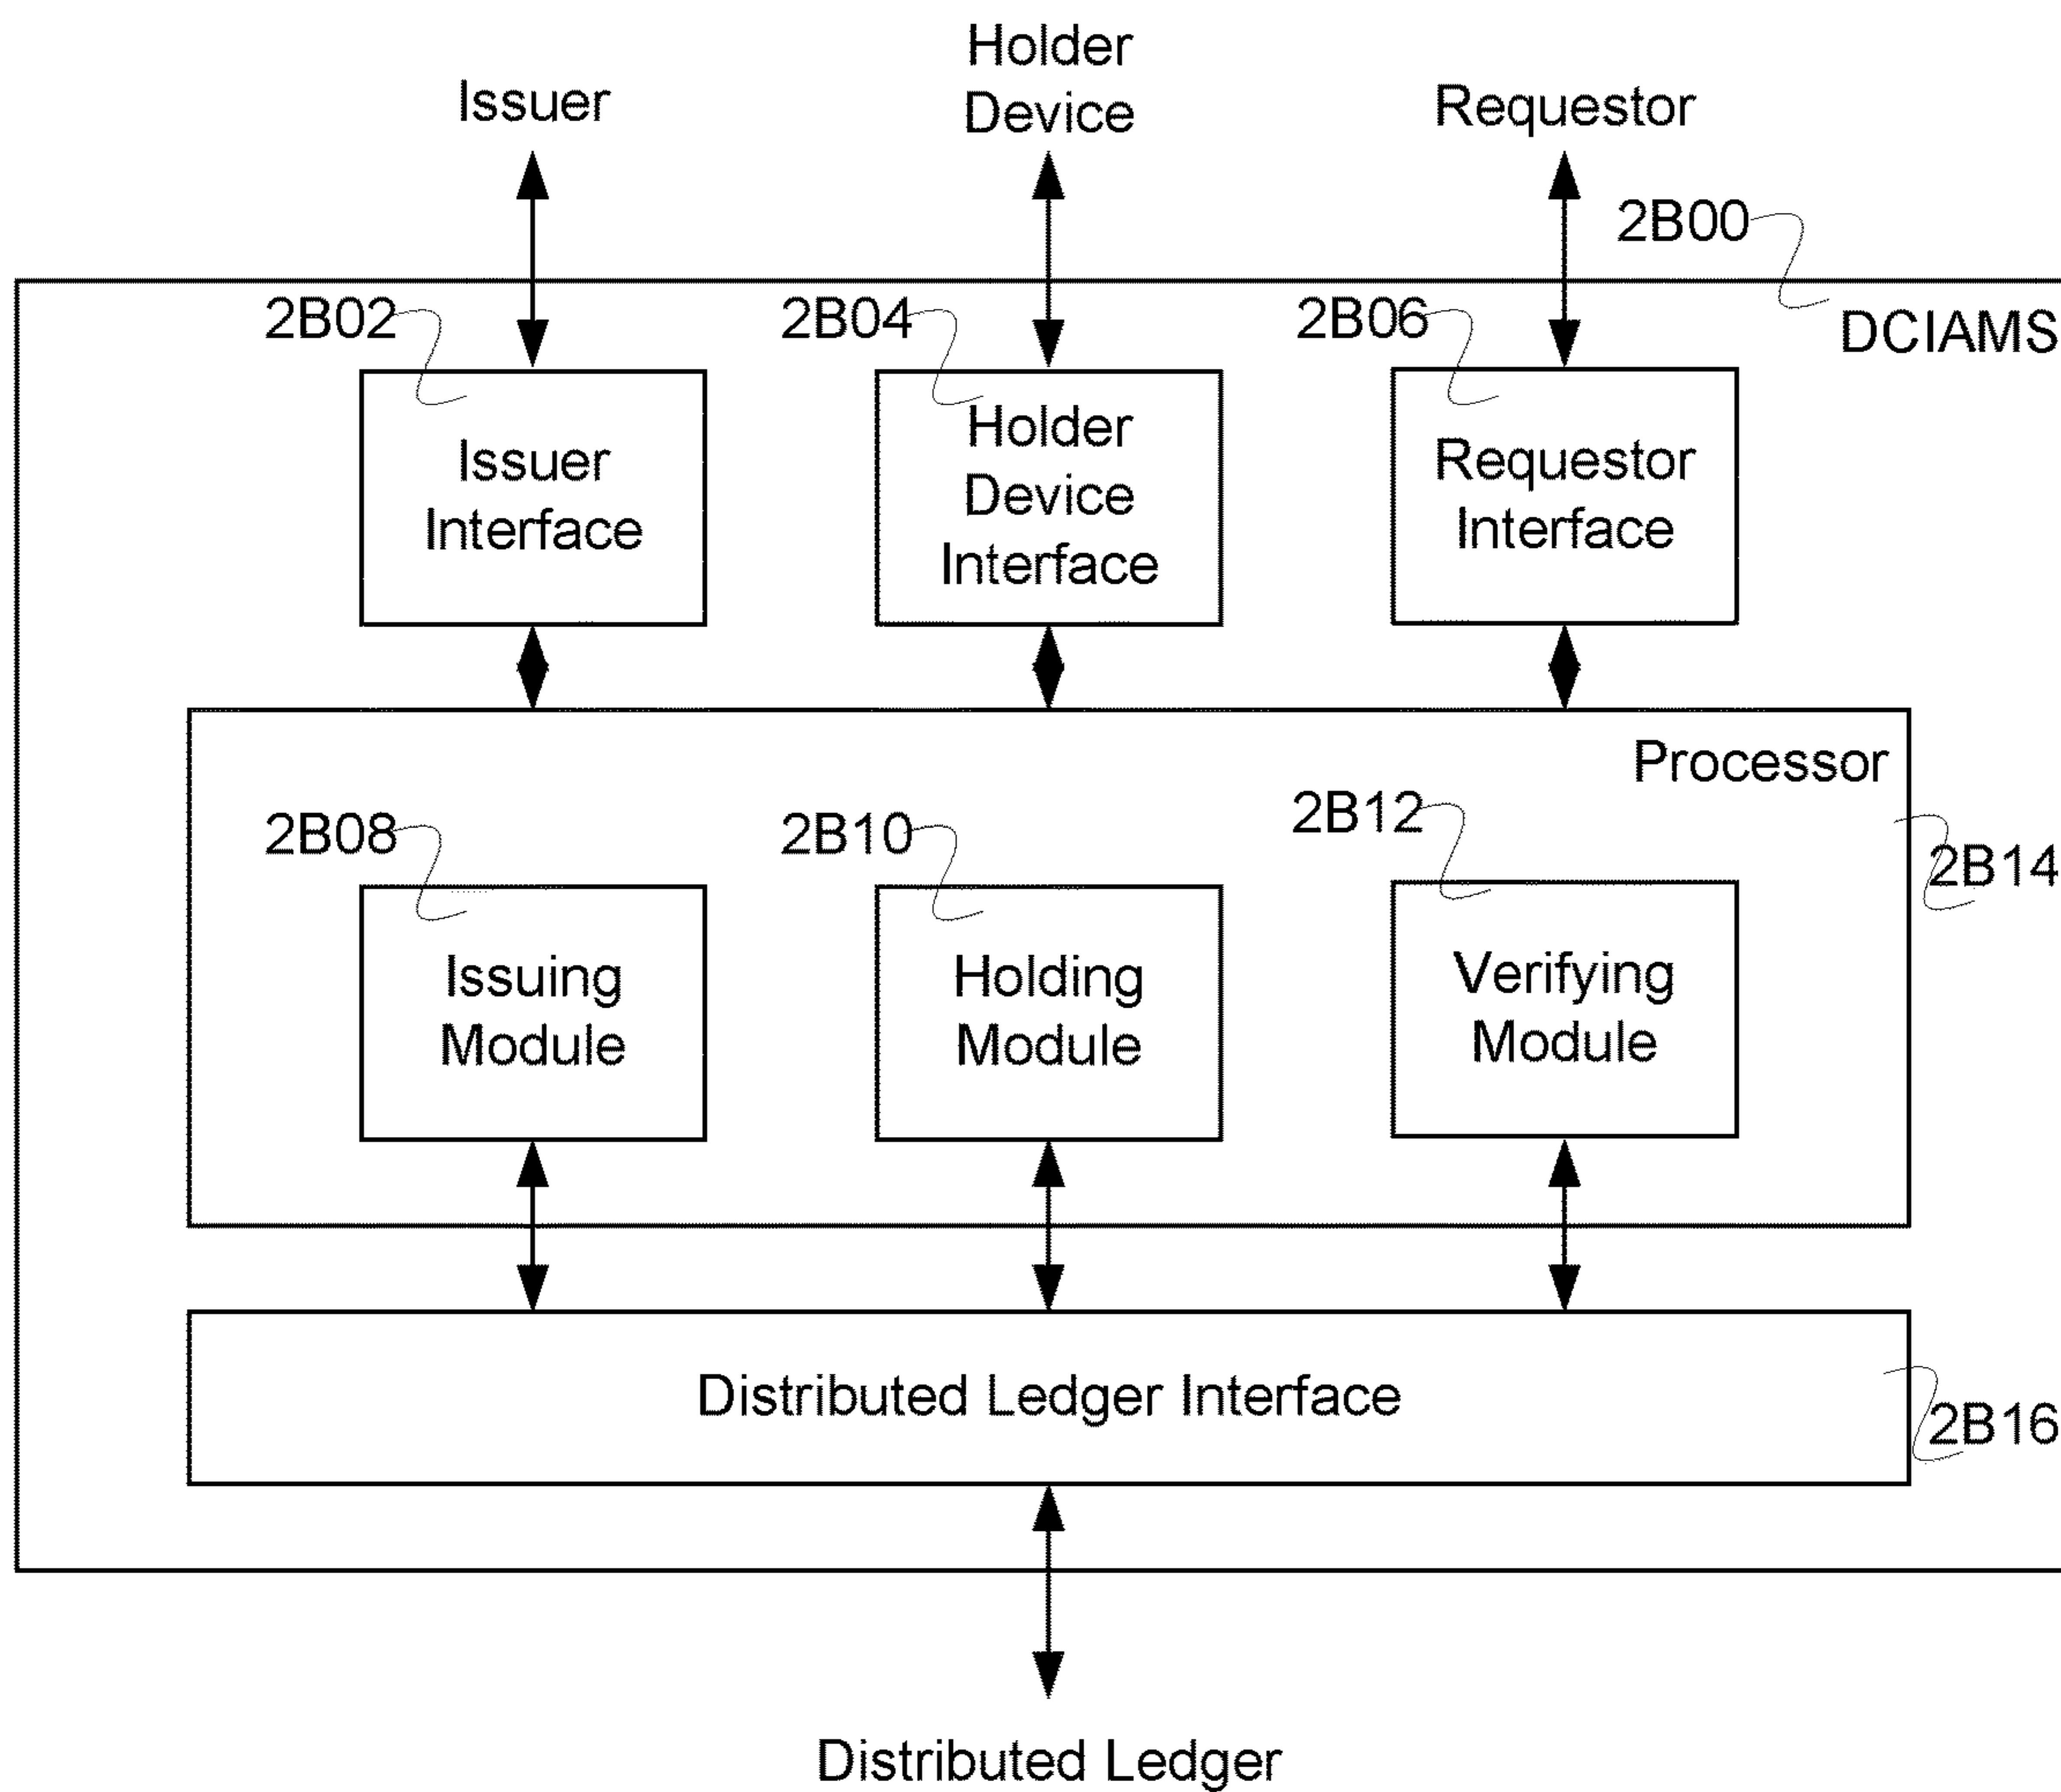 Issuer
Holder
Device
Requestor
2B00
DCIAMS
2B02
2B04
2B06
Issuer
Interface
Holder
Device
Interface
Requestor
Interface
Processor
2B08
2B10
2B12
2B14
Issuing
Module
Holding
Module
Verifying
Module
Distributed Ledger Interface
2B16
Distributed Ledger